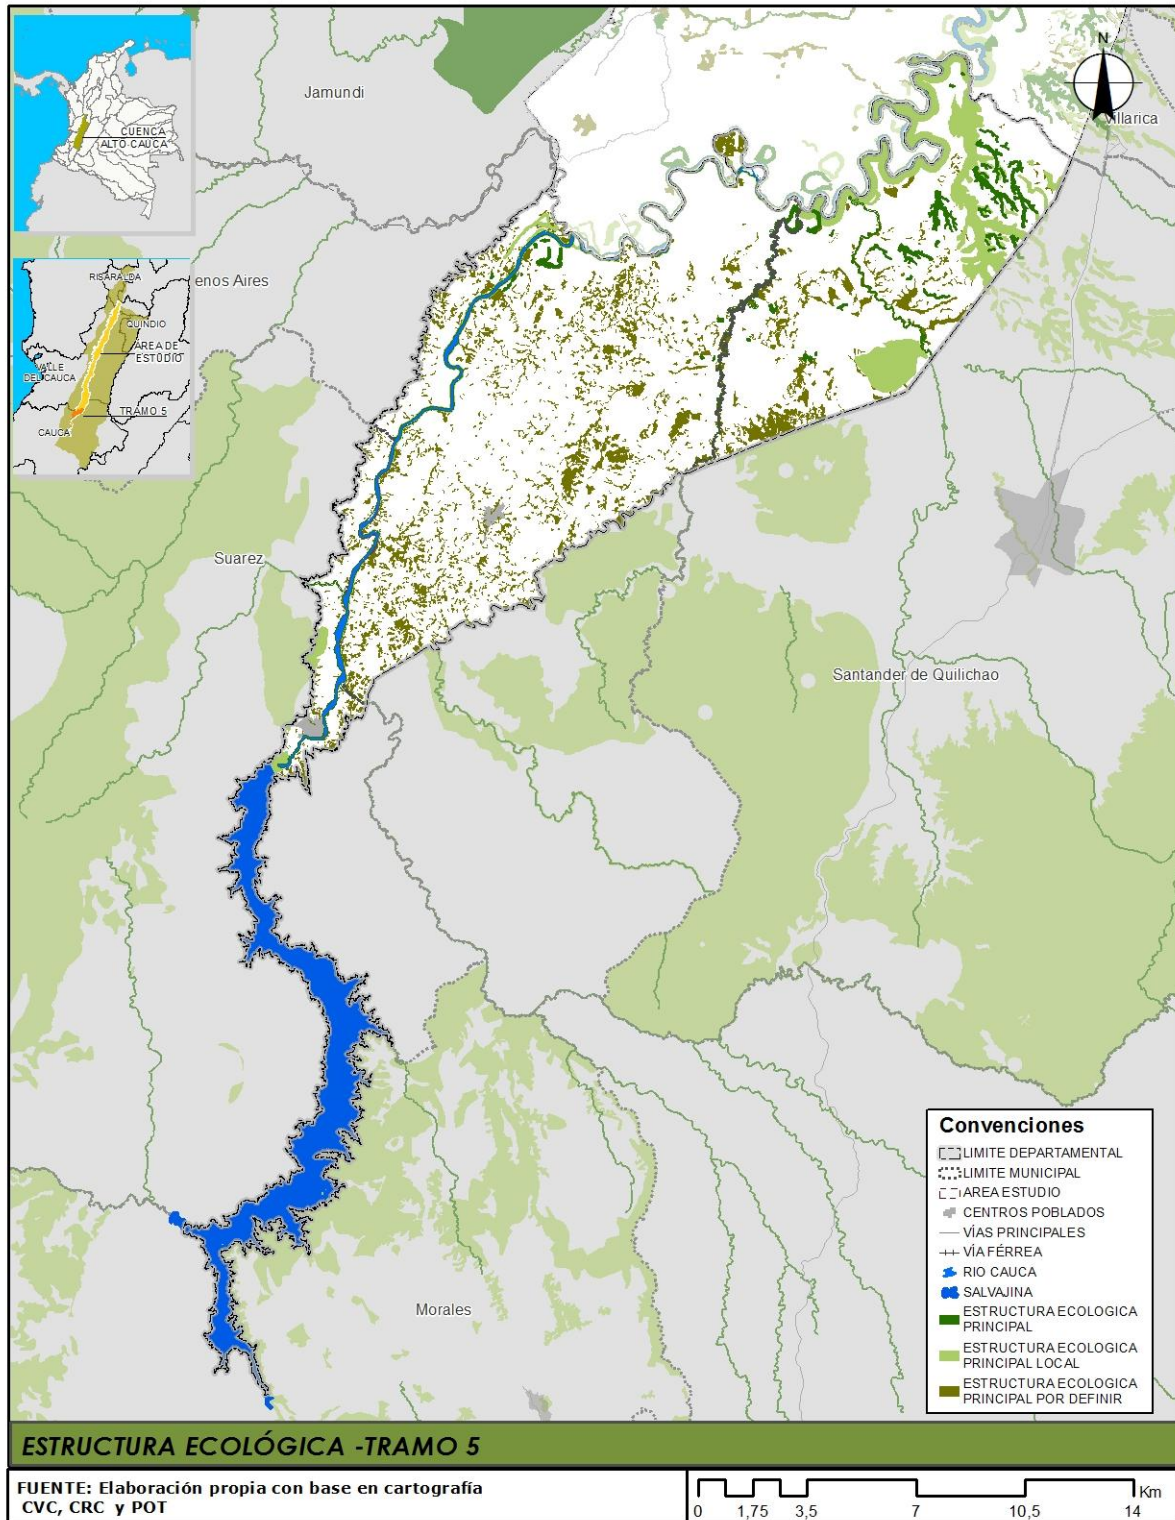 CUENCA
ALTO CAUCA
RISARALDA
QUINDIO
AREA DE
ESTUDIO
VALLE
DEL CAUCA
TRAMO 5
CAUCA
Jamundi
N
Villarica
enos Aires
Suarez
Santander de Quilichao
Morales
Convenciones
LIMITE DEPARTAMENTAL
LIMITE MUNICIPAL
AREA ESTUDIO
CENTROS POBLADOS
VÍAS PRINCIPALES
VÍA FÉRREA
RIO CAUCA
SALVAJINA
ESTRUCTURA ECOLOGICA
PRINCIPAL
ESTRUCTURA ECOLOGICA
PRINCIPAL LOCAL
ESTRUCTURA ECOLOGICA
PRINCIPAL POR DEFINIR
ESTRUCTURA ECOLÓGICA -TRAMO 5
FUENTE: Elaboración propia con base en cartografía
CVC, CRC y POT
Km
0 1,75 3,5 7 10,5 14